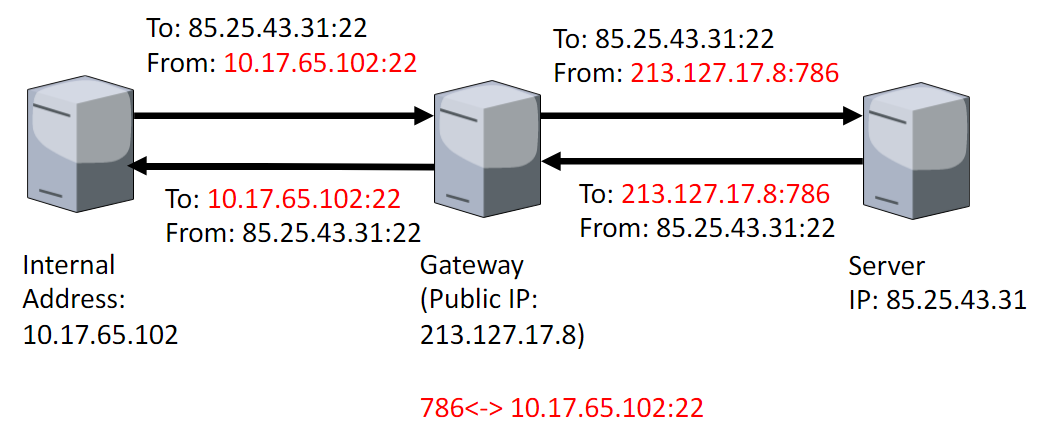 To: 85.25.43.31:22
From: 10.17.65.102:22
To: 85.25.43.31:22
From: 213.127.17.8:786
To: 10.17.65.102:22
From: 85.25.43.31:22
To: 213.127.17.8:786
From: 85.25.43.31:22
Internal
Address:
10.17.65.102
Gateway
(Public IP:
213.127.17.8)
786<-> 10.17.65.102:22
Server
IP: 85.25.43.31